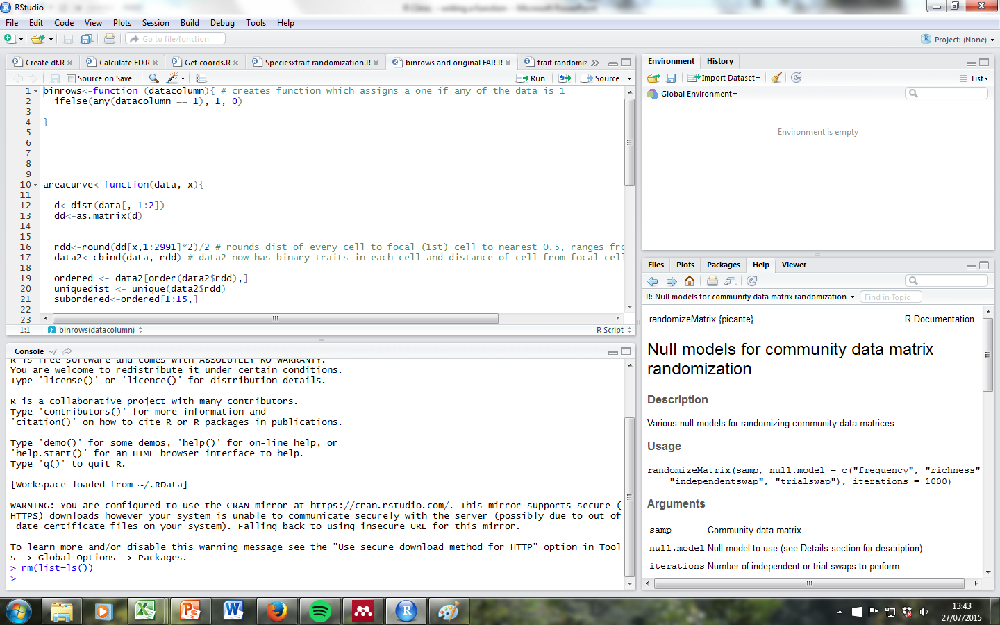 RStudio
File Edit Code View Plots Session Build Debug Tools Help
Go to file/function
Project: (None)
Create df.R
Calculate FD.R
Get coords.R
Speciesxtrait randomization.R
binrows and original FAR.R
trait randomiz
Source on Save
Run
Source
1 binrows<-function (datacolumn){ # creates function which assigns a one if any of the data is 1
2 ifelse(any(datacolumn == 1), 1, 0)
3
4 }
5
6
7
8
9
10 areacurve<-function(data, x){
11
12 d<-dist(data[, 1:2])
13 dd<-as.matrix(d)
14
15
16 rdd<-round(dd[x,1:2991]*2)/2 # rounds dist of every cell to focal (1st) cell to nearest 0.5, ranges fro
17 data2<-cbind(data, rdd) # data2 now has binary traits in each cell and distance of cell from focal cell
18
19 ordered <- data2[order(data2$rdd),]
20 uniquedist <- unique(data2$rdd)
21 subordered<-ordered[1:15,]
22
23
1:1 binrows(datacolumn) R Script
Console ~/
R is free software and comes with ABSOLUTELY NO WARRANTY.
You are welcome to redistribute it under certain conditions.
Type 'license()' or 'licence()' for distribution details.
R is a collaborative project with many contributors.
Type 'contributors()' for more information and
'citation()' on how to cite R or R packages in publications.
Type 'demo()' for some demos, 'help()' for on-line help, or
'help.start()' for an HTML browser interface to help.
Type 'q()' to quit R.
[Workspace loaded from ~/.RData]
WARNING: You are configured to use the CRAN mirror at https://cran.rstudio.com/. This mirror supports secure (
HTTPS) downloads however your system is unable to communicate securely with the server (possibly due to out of
date certificate files on your system). Falling back to using insecure URL for this mirror.
To learn more and/or disable this warning message see the "Use secure download method for HTTP" option in Tool
s -> Global Options -> Packages.
> rm(list=ls())
>
Environment History
Import Dataset
List
Global Environment
Environment is empty
Files Plots Packages Help Viewer
R: Null models for community data matrix randomization
Find in Topic
randomizeMatrix {picante} R Documentation
Null models for community data matrix
randomization
Description
Various null models for randomizing community data matrices
Usage
randomizeMatrix(samp, null.model = c("frequency", "richness"
"independentswap", "trialswap"), iterations = 1000)
Arguments
samp Community data matrix
null.model Null model to use (see Details section for description)
iterations Number of independent or trial-swaps to perform
13:43
27/07/2015